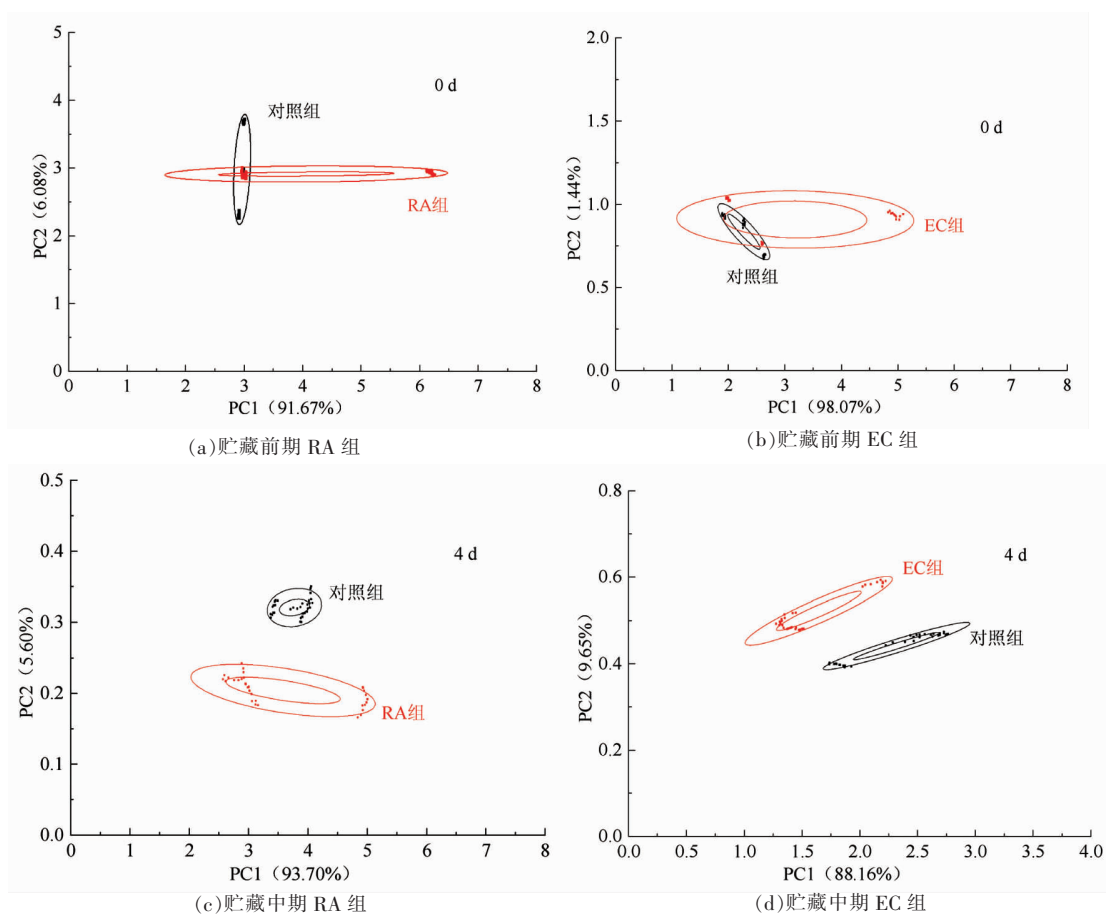 5
4
3
2
1
0
PC2（6.08%）
0 d
对照组
RA组
0 1 2 3 4 5 6 7 8
PC1（91.67%）
(a)贮藏前期 RA 组
2.0
1.5
1.0
0.5
0.0
PC2（1.44%）
0 d
EC组
对照组
0 1 2 3 4 5 6 7 8
PC1（98.07%）
(b)贮藏前期 EC 组
0.5
0.4
0.3
0.2
0.1
0.0
PC2（5.60%）
4 d
对照组
RA组
0 1 2 3 4 5 6 7 8
PC1（93.70%）
(c)贮藏中期 RA 组
0.8
0.6
0.4
0.2
0.0
PC2（9.65%）
4 d
EC组
对照组
0.0 0.5 1.0 1.5 2.0 2.5 3.0 3.5 4.0
PC1（88.16%）
(d)贮藏中期 EC 组